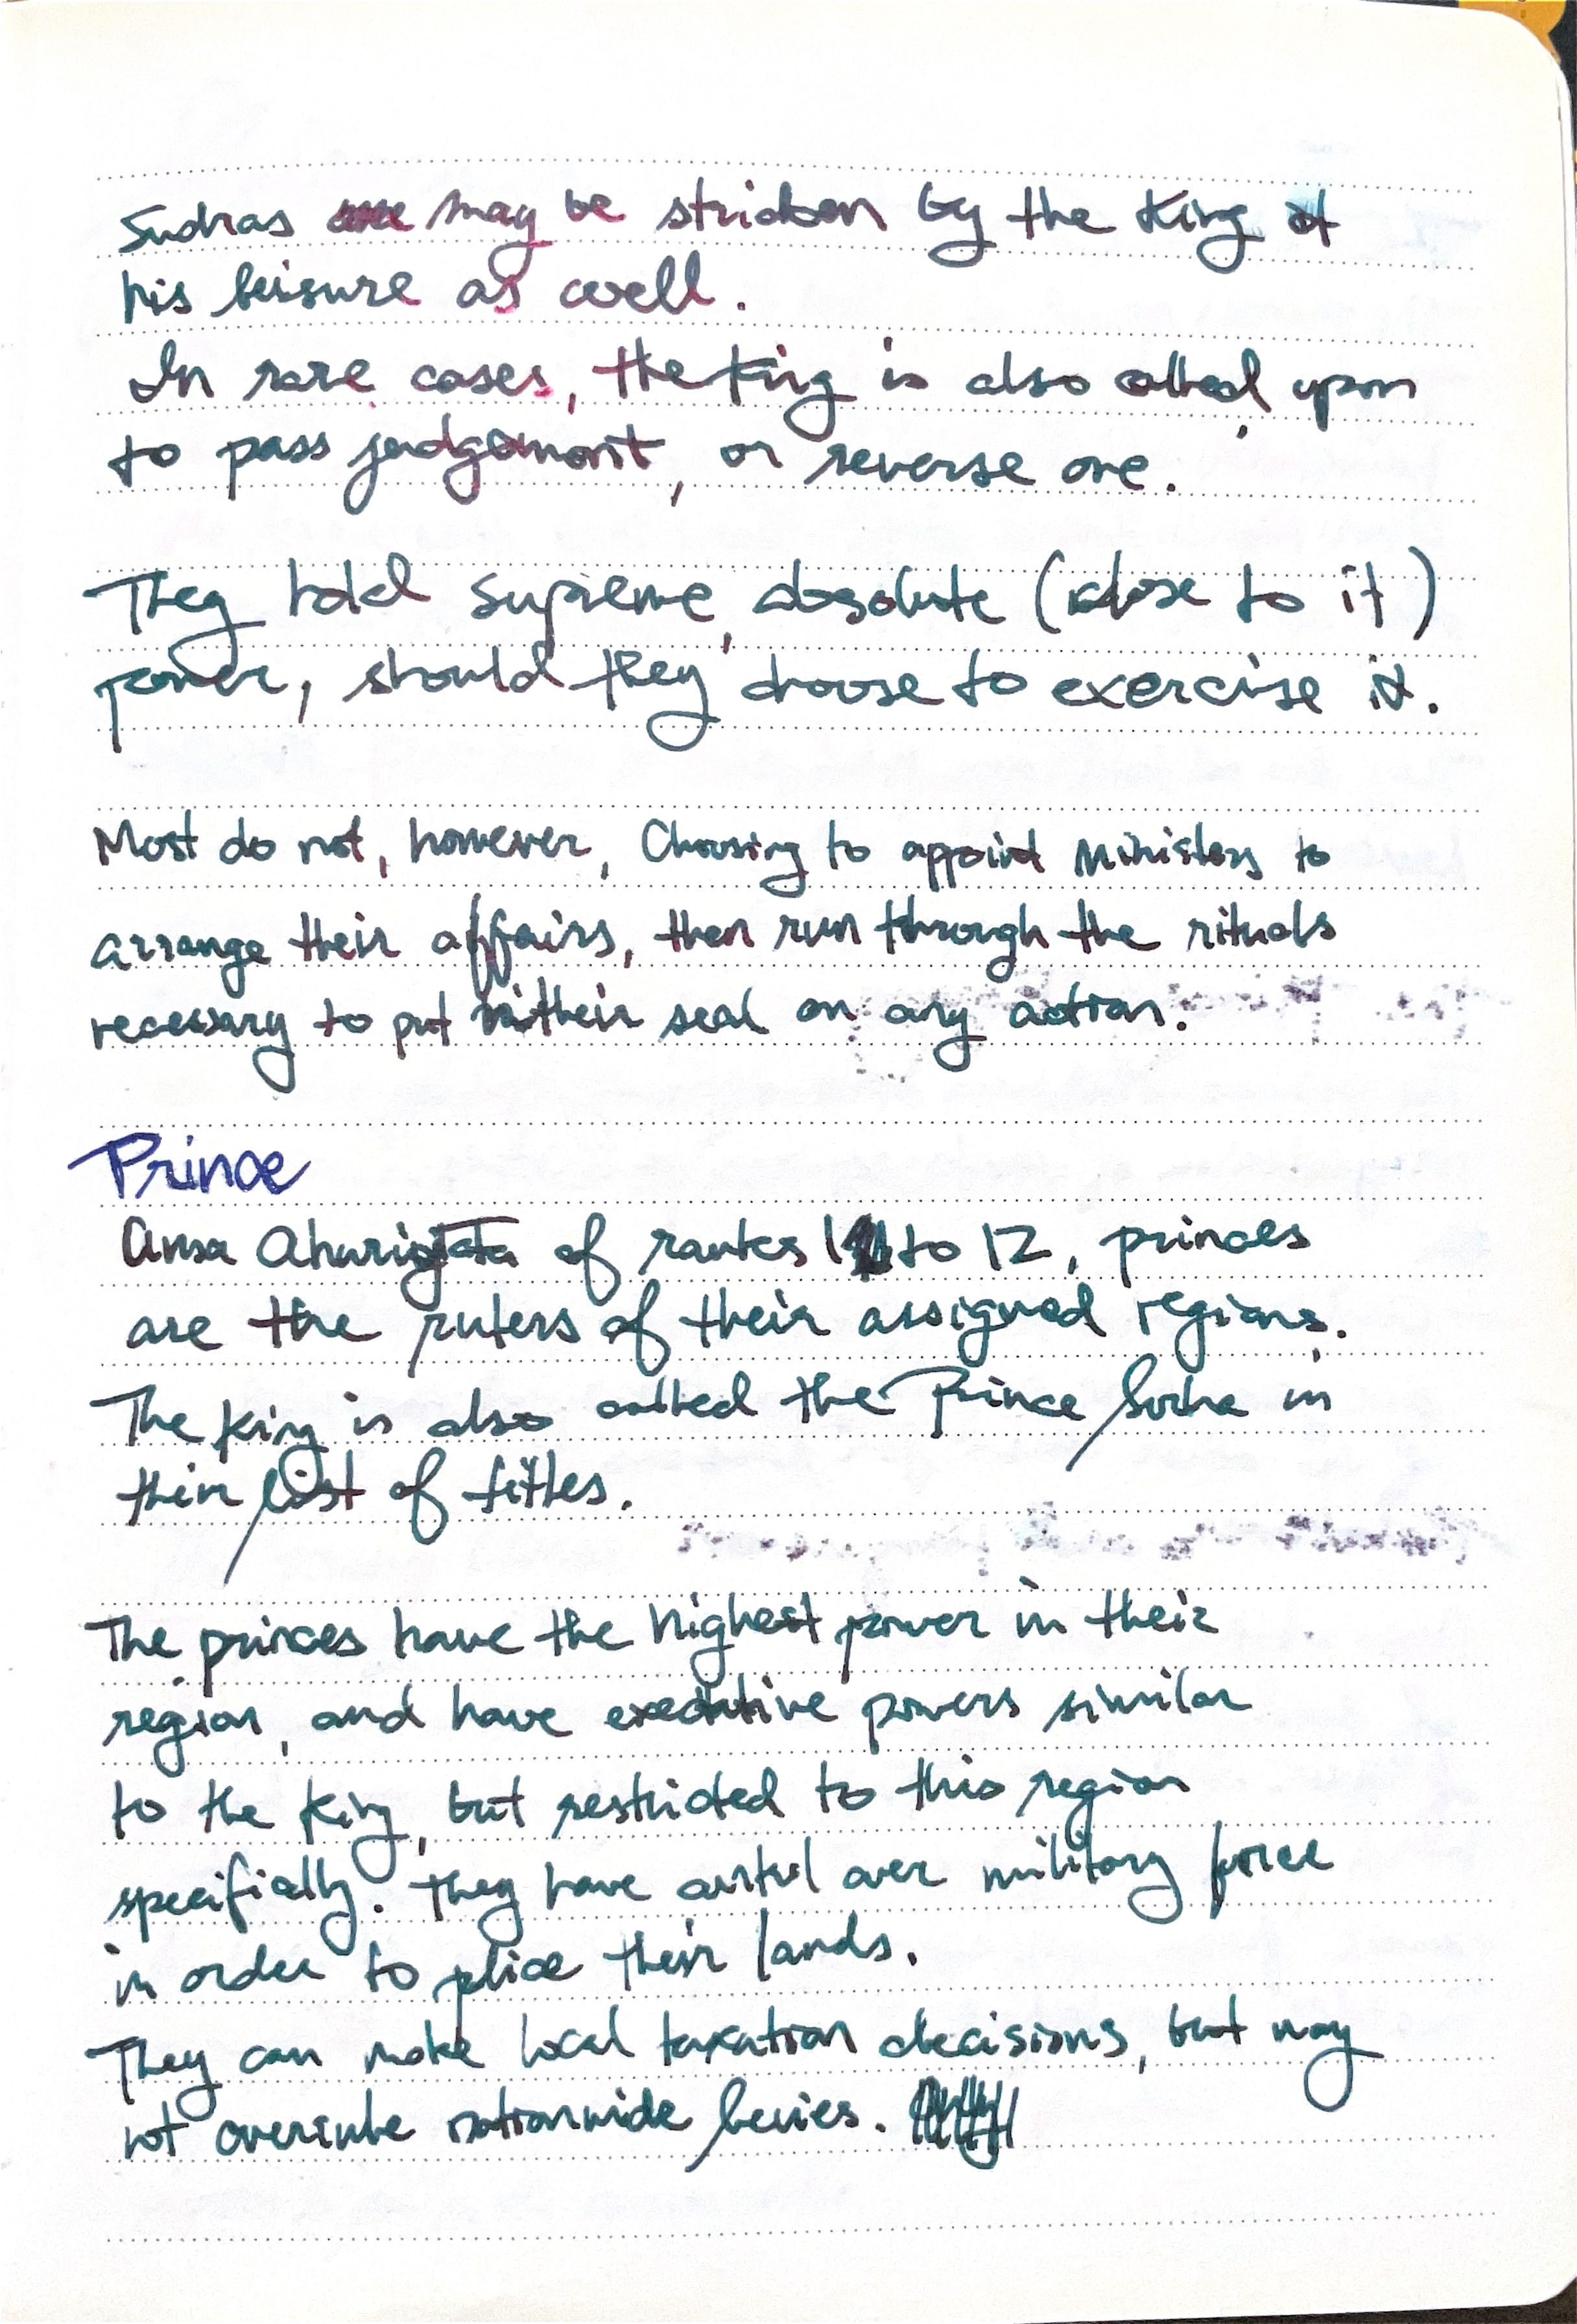 Sudras may be stricken by the King at
his leisure as well.
In rare cases, the King is also called upon
to pass judgement, or reverse one.
They hold supreme, absolute (close to it)
power, should they choose to exercise it.
Most do not, however, choosing to appoint ministers to
arrange their affairs, then run through the rituals
necessary to put their seal on any action.
Prince
of ranks 11 to 12, princes
are the rulers of their assigned regions.
The King is also called the Prince in
their list of titles.
The princes have the highest power in their
region, and have executive powers similar
to the King, but restricted to this region
specifially. They have control over military force
in order to police their lands.
They can make local taxation decisions, but may
not overrule nationwide levies.